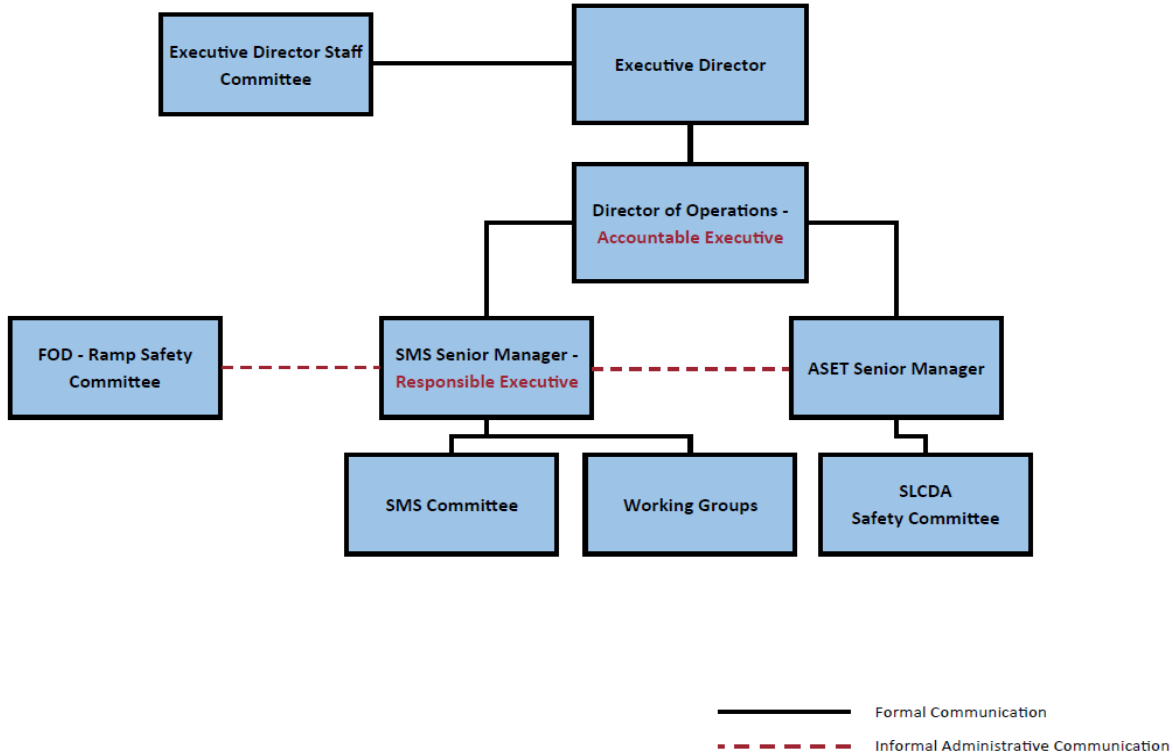 Executive Director Staff
Committee
Executive Director
Director of Operations -
Accountable Executive
FOD - Ramp Safety
Committee
SMS Senior Manager -
Responsible Executive
ASET Senior Manager
SMS Committee
Working Groups
SLCDA
Safety Committee
Formal Communication
Informal Administrative Communication